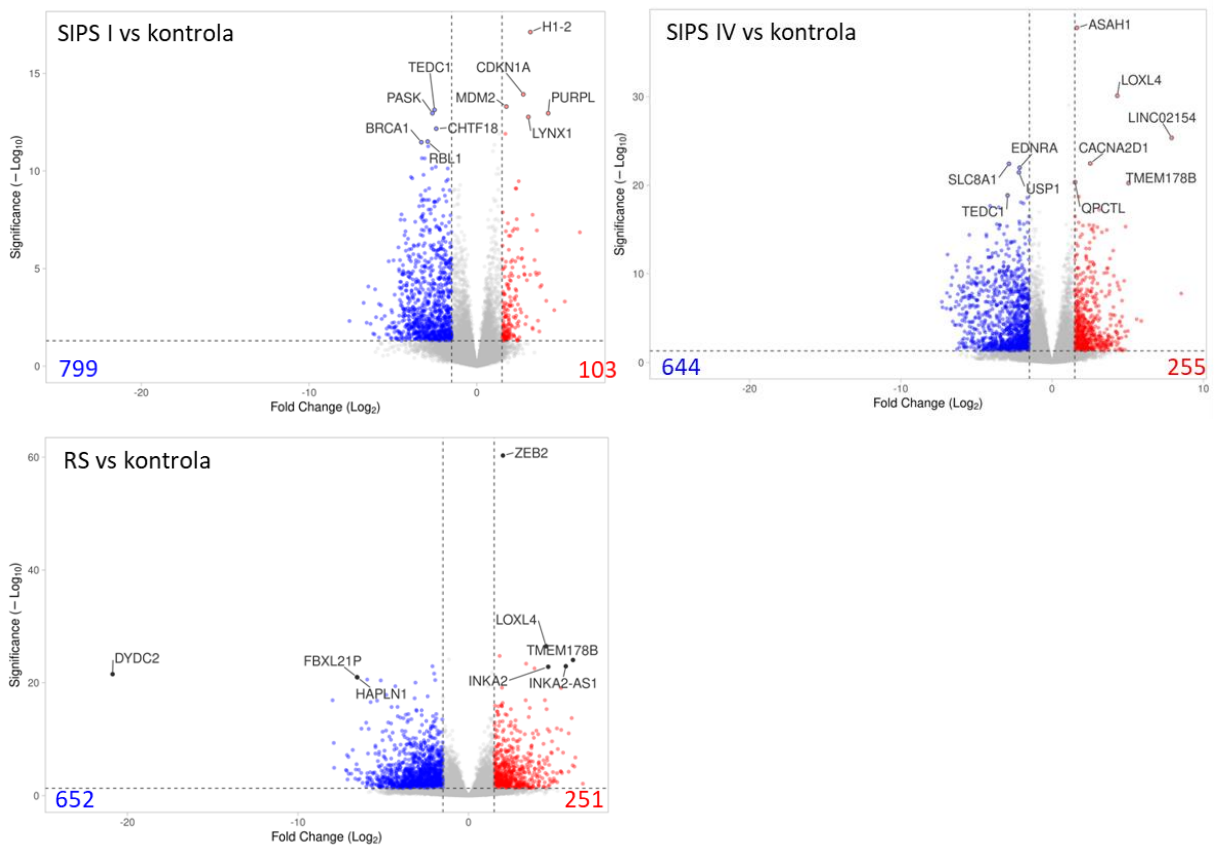 SIPS I vs kontrola
H1-2
TEDC1
CDKN1A
PASK
MDM2
PURPL
BRCA1
CHTF18
LYNX1
RBL1
15
10
5
0
Significance (−Log10)
799
103
-20
-10
0
Fold Change (Log2)
SIPS IV vs kontrola
ASAH1
LOXL4
LINC02154
EDNRA
CACNA2D1
SLC8A1
USP1
TMEM178B
TEDC1
QPCTL
30
20
10
0
Significance (−Log10)
644
255
-20
-10
0
10
Fold Change (Log2)
RS vs kontrola
ZEB2
LOXL4
DYDC2
FBXL21P
TMEM178B
HAPLN1
INKA2
INKA2-AS1
60
40
20
0
Significance (−Log10)
652
251
-20
-10
0
Fold Change (Log2)